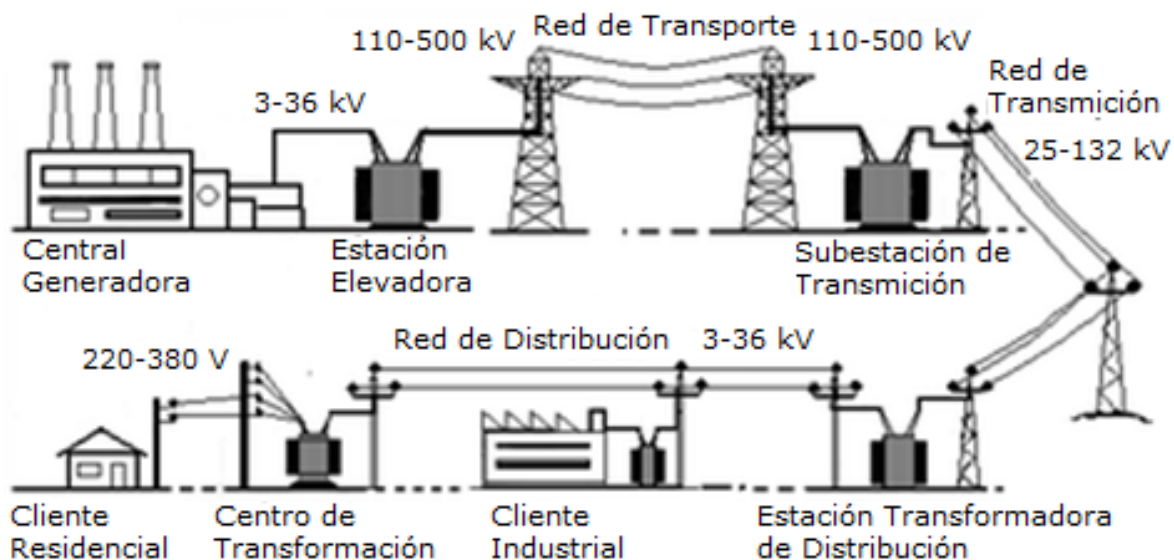 Red de Transporte
110-500 kV
110-500 kV
Red de
Transmición
3-36 kV
25-132 kV
Central
Generadora
Estación
Elevadora
Subestación de
Transmición
Red de Distribución
3-36 kV
220-380 V
Cliente
Residencial
Centro de
Transformación
Cliente
Industrial
Estación Transformadora
de Distribución